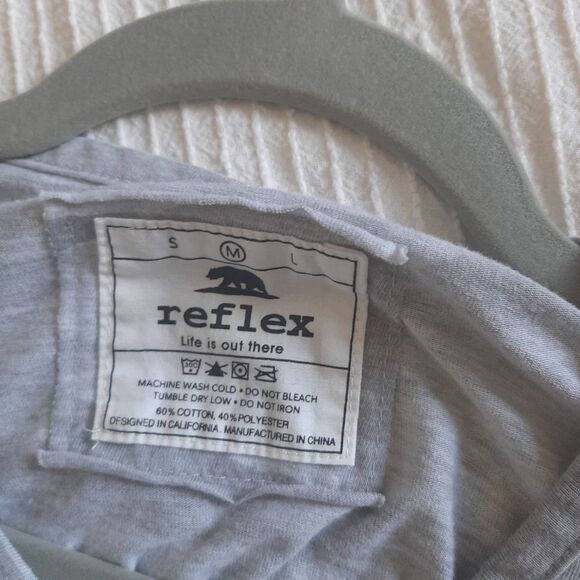 S M L
reflex
Life is out there
30C
MACHINE WASH COLD • DO NOT BLEACH
TUMBLE DRY LOW • DO NOT IRON
60% COTTON, 40% POLYESTER
DESIGNED IN CALIFORNIA. MANUFACTURED IN CHINA